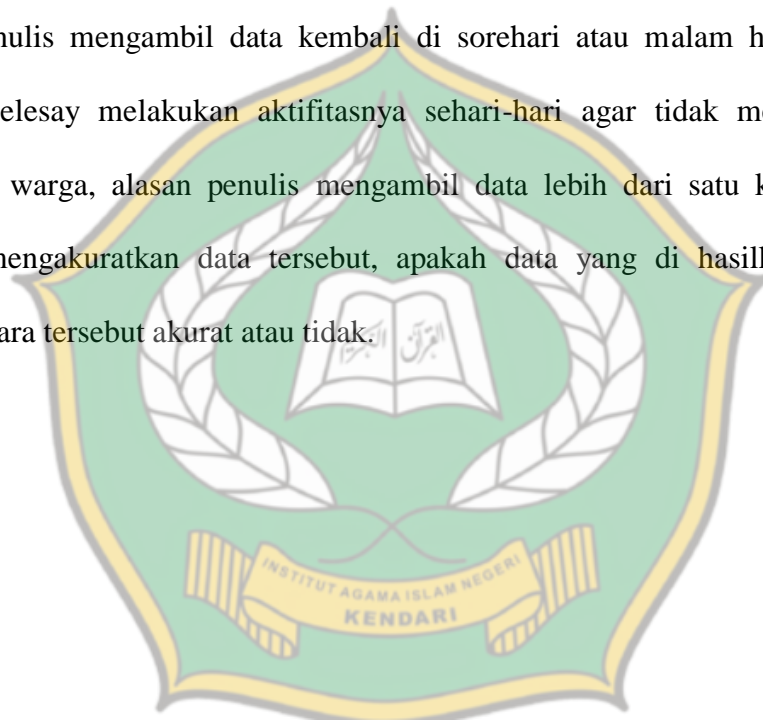 nulis mengambil data kembali di sorehari atau malam h
elesay melakukan aktifitasnya sehari-hari agar tidak m
warga, alasan penulis mengambil data lebih dari satu k
mengakuratkan data tersebut, apakah data yang di hasil
ara tersebut akurat atau tidak.
القرآن الكريم
INSTITUT AGAMA ISLAM NEGERI
KENDARI